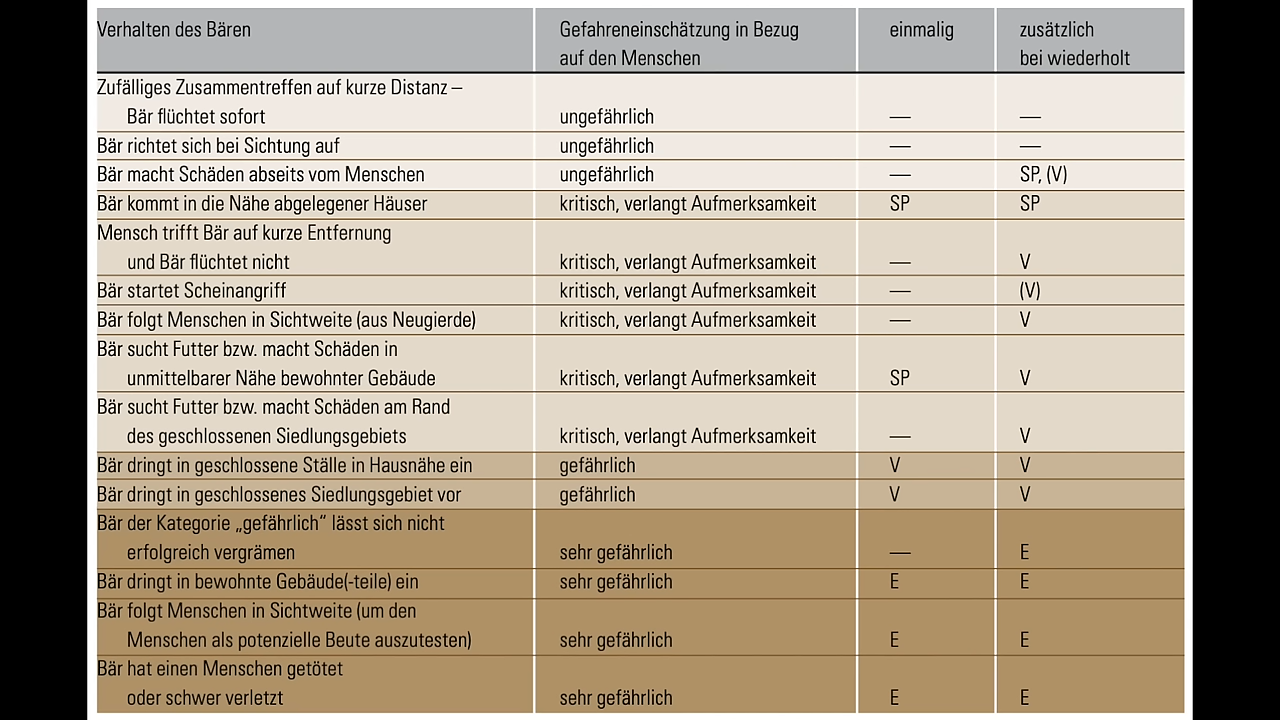 Verhalten des Bären | Gefahreneinschätzung in Bezug auf den Menschen | einmalig | zusätzlich bei wiederholt
Zufälliges Zusammentreffen auf kurze Distanz –
Bär flüchtet sofort | ungefährlich | — | —
Bär richtet sich bei Sichtung auf | ungefährlich | — | —
Bär macht Schäden abseits vom Menschen | ungefährlich | — | SP, (V)
Bär kommt in die Nähe abgelegener Häuser | kritisch, verlangt Aufmerksamkeit | SP | SP
Mensch trifft Bär auf kurze Entfernung
und Bär flüchtet nicht | kritisch, verlangt Aufmerksamkeit | — | V
Bär startet Scheinangriff | kritisch, verlangt Aufmerksamkeit | — | (V)
Bär folgt Menschen in Sichtweite (aus Neugierde) | kritisch, verlangt Aufmerksamkeit | — | V
Bär sucht Futter bzw. macht Schäden in
unmittelbarer Nähe bewohnter Gebäude | kritisch, verlangt Aufmerksamkeit | SP | V
Bär sucht Futter bzw. macht Schäden am Rand
des geschlossenen Siedlungsgebiets | kritisch, verlangt Aufmerksamkeit | — | V
Bär dringt in geschlossene Ställe in Hausnähe ein | gefährlich | V | V
Bär dringt in geschlossenes Siedlungsgebiet vor | gefährlich | V | V
Bär der Kategorie „gefährlich“ lässt sich nicht
erfolgreich vergrämen | sehr gefährlich | — | E
Bär dringt in bewohnte Gebäude(-teile) ein | sehr gefährlich | E | E
Bär folgt Menschen in Sichtweite (um den
Menschen als potenzielle Beute auszutesten) | sehr gefährlich | E | E
Bär hat einen Menschen getötet
oder schwer verletzt | sehr gefährlich | E | E